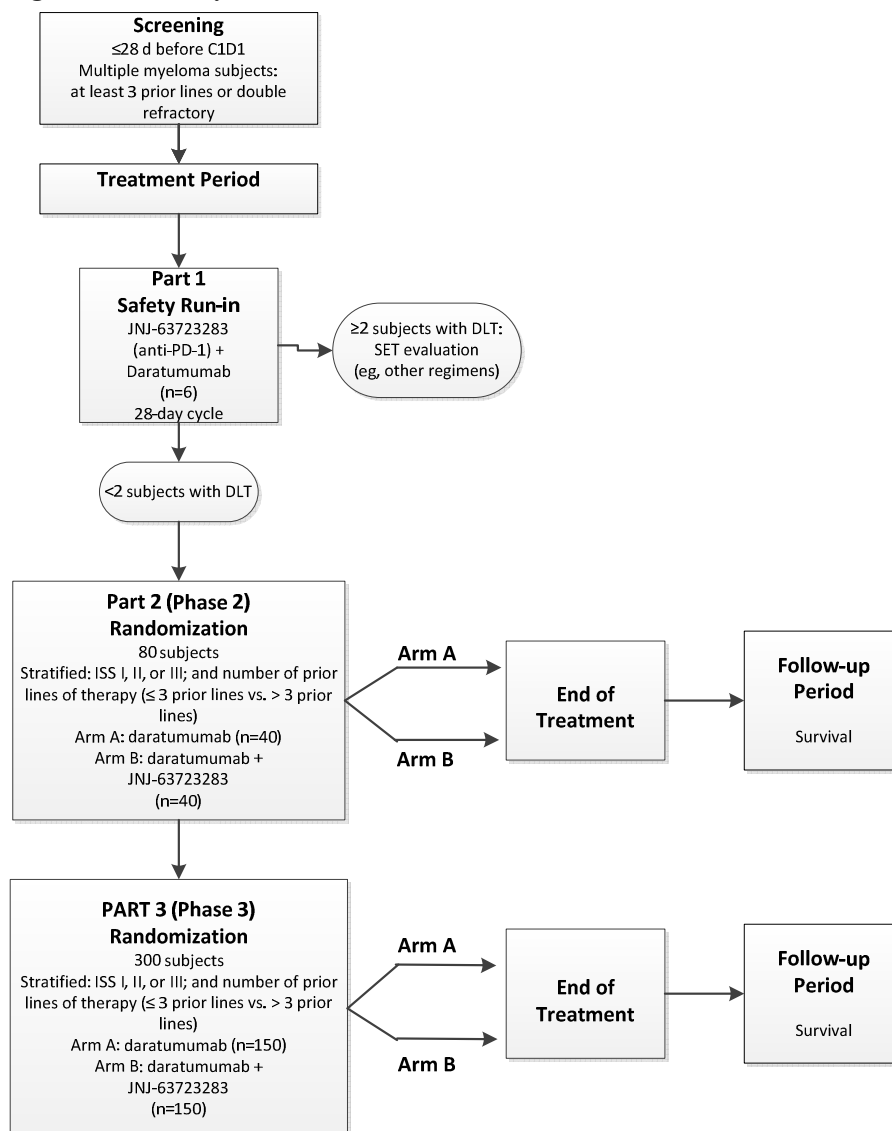 Screening
≤28 d before C1D1
Multiple myeloma subjects:
at least 3 prior lines or double
refractory
Treatment Period
Part 1
Safety Run-in
JNJ-63723283
(anti-PD-1) +
Daratumumab
(n=6)
28-day cycle
≥2 subjects with DLT:
SET evaluation
(eg, other regimens)
<2 subjects with DLT
Part 2 (Phase 2)
Randomization
80 subjects
Stratified: ISS I, II, or III; and number of prior
lines of therapy (≤ 3 prior lines vs. > 3 prior
lines)
Arm A: daratumumab (n=40)
Arm B: daratumumab +
JNJ-63723283
(n=40)
Arm A
Arm B
End of
Treatment
Follow-up
Period
Survival
PART 3 (Phase 3)
Randomization
300 subjects
Stratified: ISS I, II, or III; and number of prior
lines of therapy (≤ 3 prior lines vs. > 3 prior
lines)
Arm A: daratumumab (n=150)
Arm B: daratumumab +
JNJ-63723283
(n=150)
Arm A
Arm B
End of
Treatment
Follow-up
Period
Survival